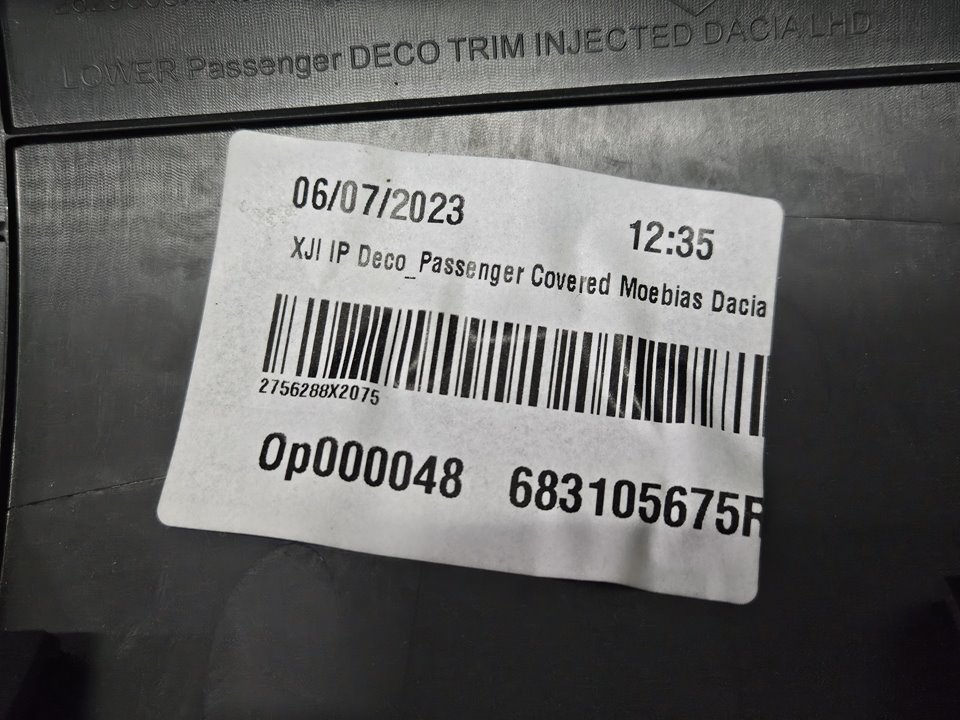 LOWER Passenger DECO TRIM INJECTED DACIA LHD
06/07/2023
12:35
XJI IP Deco_Passenger Covered Moebias Dacia
2756288X2075
Op000048 683105675R